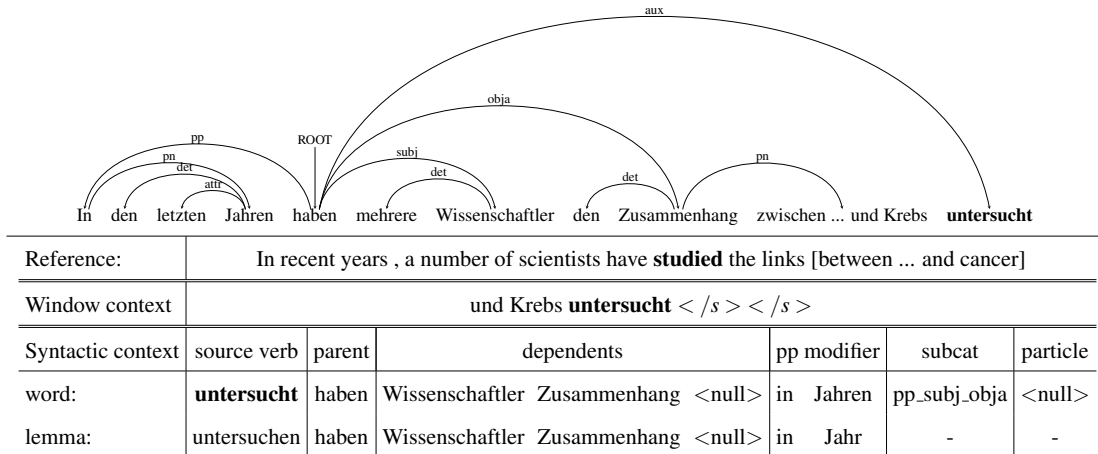 aux
obja
pp ROOT
pn subj
det det det pn
attr
In den letzten Jahren haben mehrere Wissenschaftler den Zusammenhang zwischen ... und Krebs untersucht
Reference: In recent years , a number of scientists have studied the links [between ... and cancer]
Window context und Krebs untersucht < /s > < /s >
Syntactic context source verb parent dependents pp modifier subcat particle
word: untersucht haben Wissenschaftler Zusammenhang <null> in Jahren pp_subj_obja <null>
lemma: untersuchen haben Wissenschaftler Zusammenhang <null> in Jahr - -